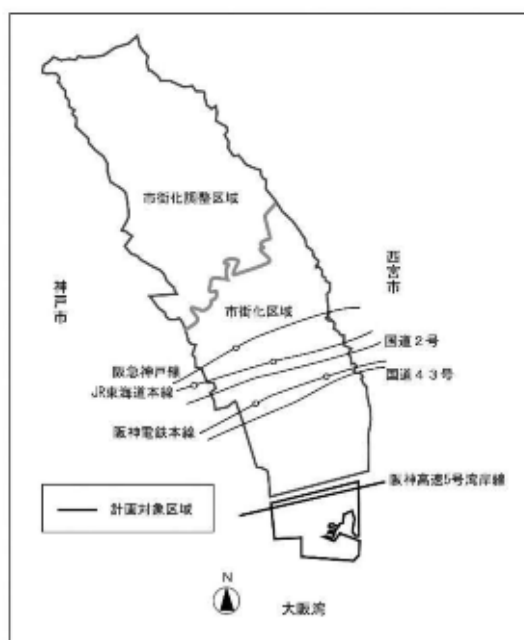 市街化調整区域
西宮市
神戸市
市街化区域
国道2号
阪急神戸線
国道43号
JR東海道本線
阪神電鉄本線
阪神高速5号湾岸線
計画対象区域
N
大阪湾